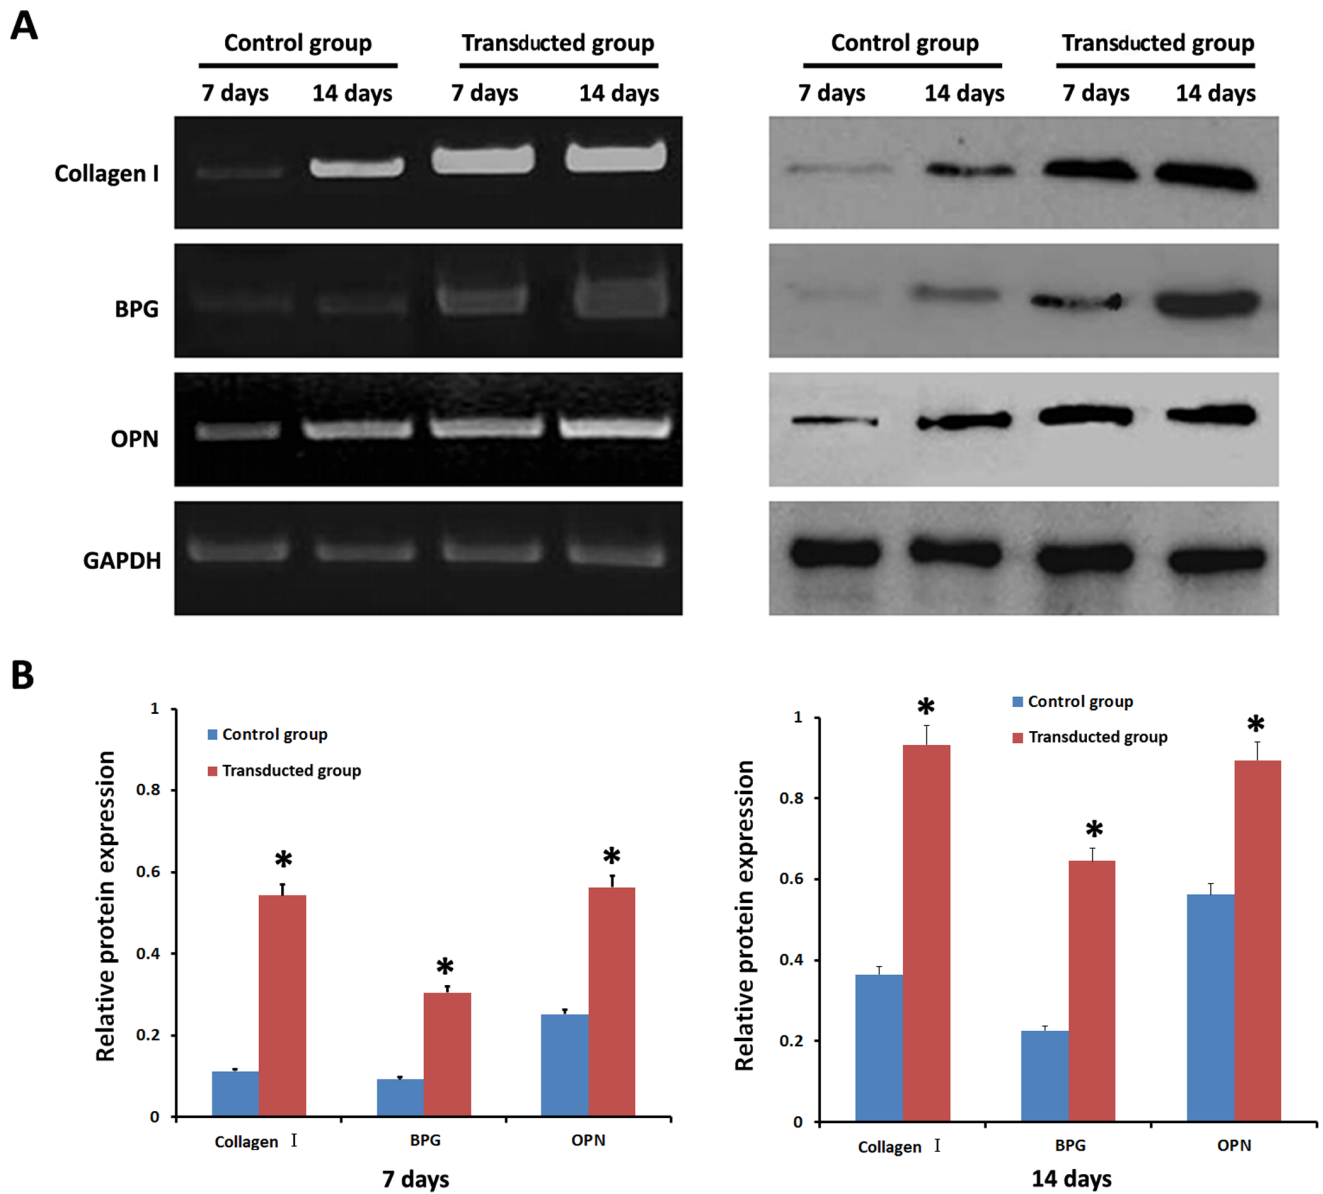 A
Control group Transducted group Control group Transducted group
7 days 14 days 7 days 14 days 7 days 14 days 7 days 14 days
Collagen I
BPG
OPN
GAPDH
B
Relative protein expression
1
0.8
0.6
0.4
0.2
0
Control group
Transducted group
*
*
*
Collagen I BPG OPN
7 days
Relative protein expression
1
0.8
0.6
0.4
0.2
0
Control group
Transducted group
*
*
*
Collagen I BPG OPN
14 days